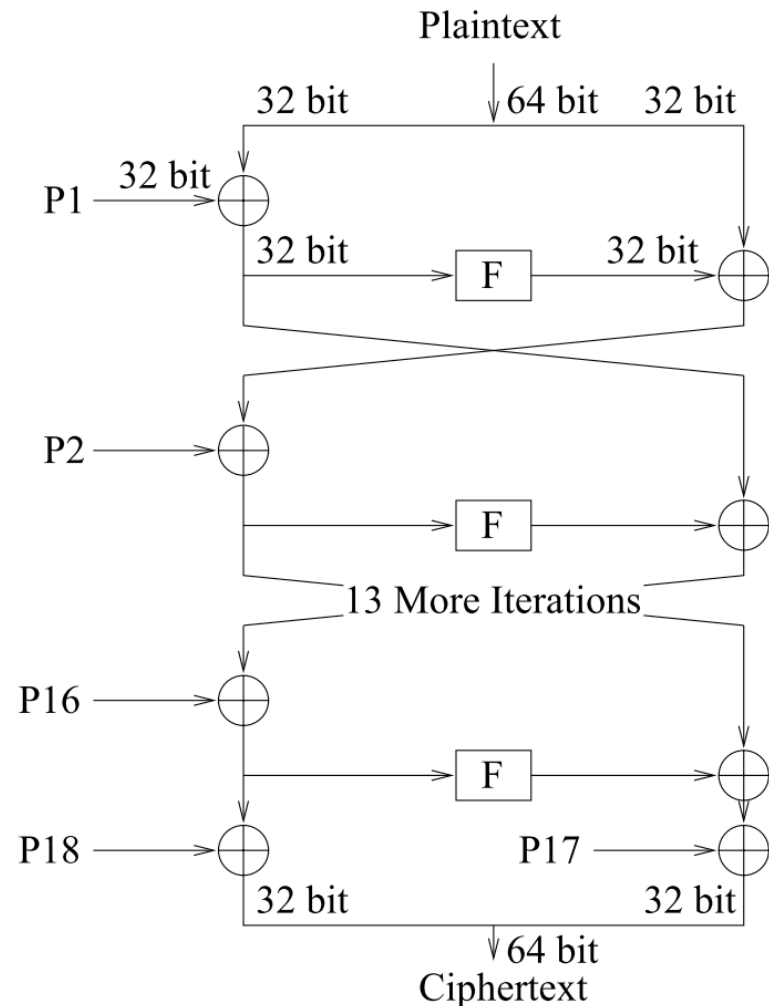 Plaintext
32 bit
64 bit
32 bit
32 bit
P1
32 bit
F
32 bit
P2
F
13 More Iterations
P16
F
P18
P17
32 bit
32 bit
64 bit
Ciphertext